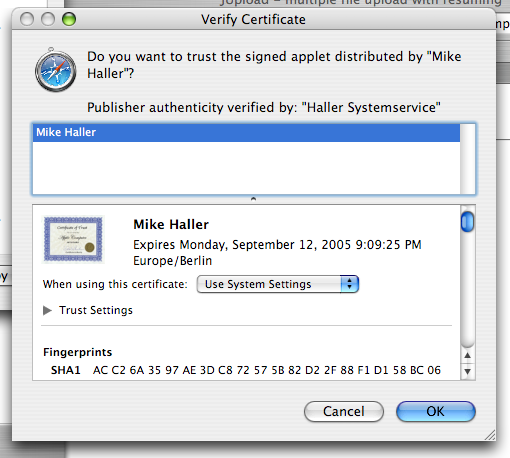 Jupload - multiple file upload with resuming
Verify Certificate
Do you want to trust the signed applet distributed by "Mike
Haller"?
Publisher authenticity verified by: "Haller Systemservice"
Mike Haller
Mike Haller
Expires Monday, September 12, 2005 9:09:25 PM
Europe/Berlin
When using this certificate: Use System Settings
Trust Settings
Fingerprints
SHA1 AC C2 6A 35 97 AE 3D C8 72 57 5B 82 D2 2F 88 F1 D1 58 BC 06
Cancel OK